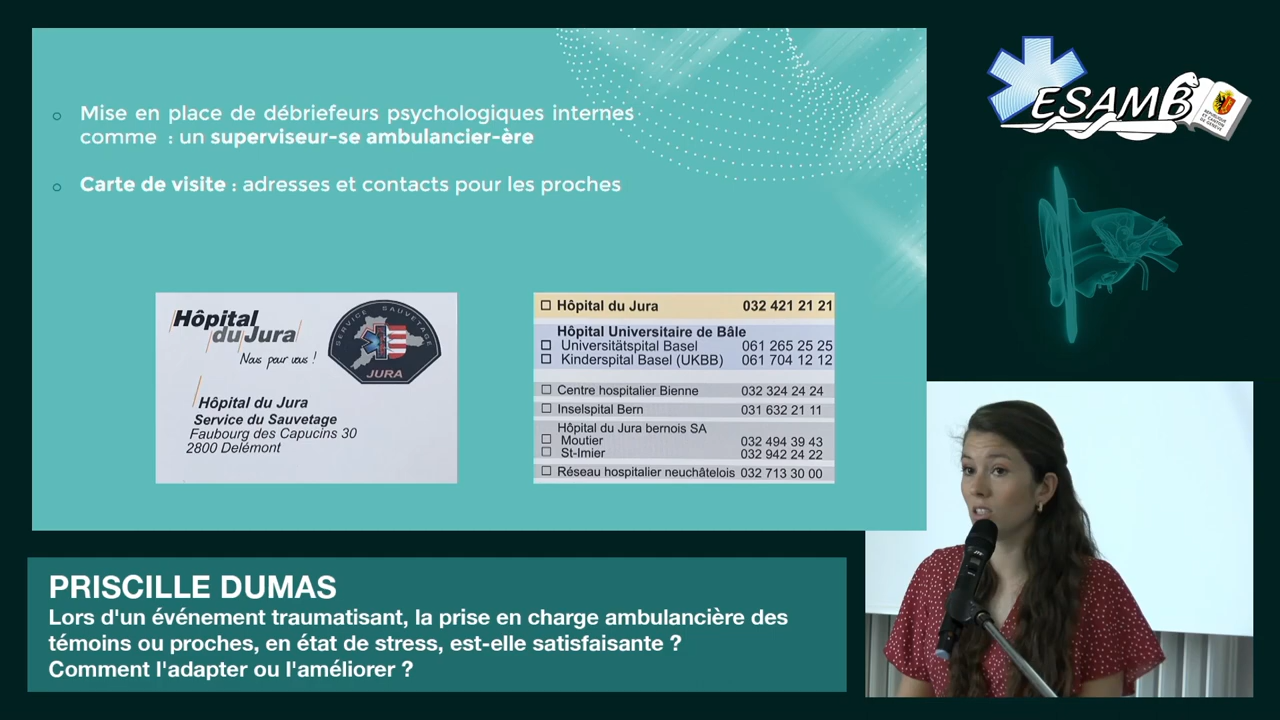 Mise en place de débriefeurs psychologiques internes
comme : un superviseur-se ambulancier-ère
Carte de visite : adresses et contacts pour les proches
Hôpital
du Jura
Nous pour vous !
SERVICE SAUVETAGE
JURA
Hôpital du Jura
Service du Sauvetage
Faubourg des Capucins 30
2800 Delémont
Hôpital du Jura 032 421 21 21
Hôpital Universitaire de Bâle
Universitätspital Basel 061 265 25 25
Kinderspital Basel (UKBB) 061 704 12 12
Centre hospitalier Bienne 032 324 24 24
Inselspital Bern 031 632 21 11
Hôpital du Jura bernois SA
Moutier 032 494 39 43
St-Imier 032 942 24 22
Réseau hospitalier neuchâtelois 032 713 30 00
ESAMB
REPUBLIQUE
ET CANTON
DE GENEVE
PRISCILLE DUMAS
Lors d'un événement traumatisant, la prise en charge ambulancière des
témoins ou proches, en état de stress, est-elle satisfaisante ?
Comment l'adapter ou l'améliorer ?